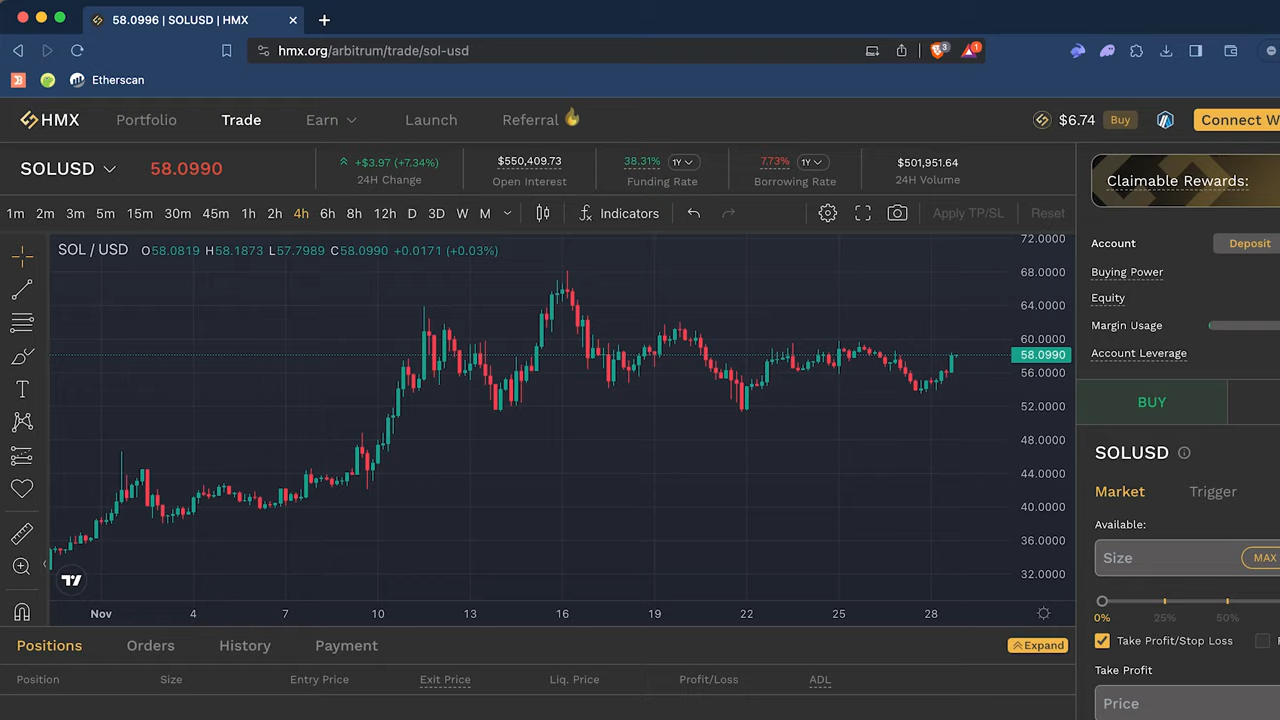 58.0996 | SOLUSD | HMX
hmx.org/arbitrum/trade/sol-usd
3
1
Etherscan
HMX
Portfolio
Trade
Earn
Launch
Referral
$6.74
Buy
Connect W
SOLUSD
58.0990
+$3.97 (+7.34%)
24H Change
$550,409.73
Open Interest
38.31%
1Y
Funding Rate
7.73%
1Y
Borrowing Rate
$501,951.64
24H Volume
Claimable Rewards:
1m 2m 3m 5m 15m 30m 45m 1h 2h 4h 6h 8h 12h D 3D W M
Indicators
Apply TP/SL
Reset
SOL / USD O58.0819 H58.1873 L57.7989 C58.0990 +0.0171 (+0.03%)
72.0000
68.0000
64.0000
60.0000
58.0990
56.0000
52.0000
48.0000
44.0000
40.0000
36.0000
32.0000
Nov 4 7 10 13 16 19 22 25 28
Account
Deposit
Buying Power
Equity
Margin Usage
Account Leverage
BUY
SOLUSD
Market
Trigger
Available:
Size
MAX
0% 25% 50%
Take Profit/Stop Loss
Take Profit
Price
Positions
Orders
History
Payment
Expand
Position
Size
Entry Price
Exit Price
Liq. Price
Profit/Loss
ADL